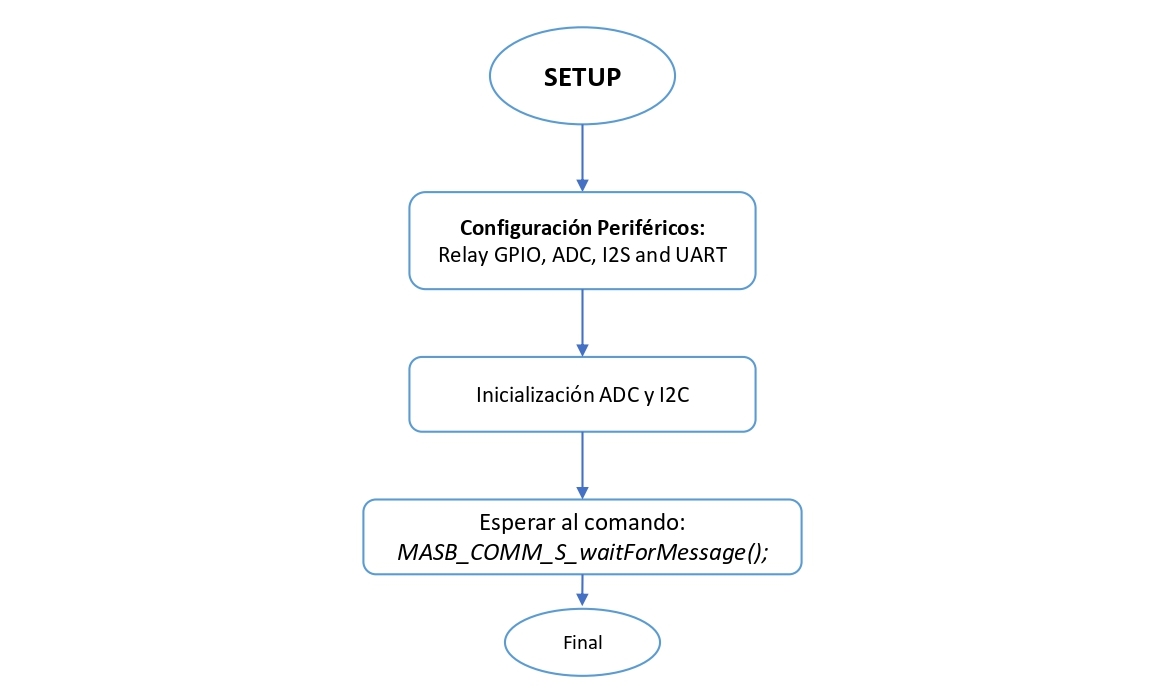 SETUP
Configuración Periféricos:
Relay GPIO, ADC, I2S and UART
Inicialización ADC y I2C
Esperar al comando:
MASB_COMM_S_waitForMessage();
Final